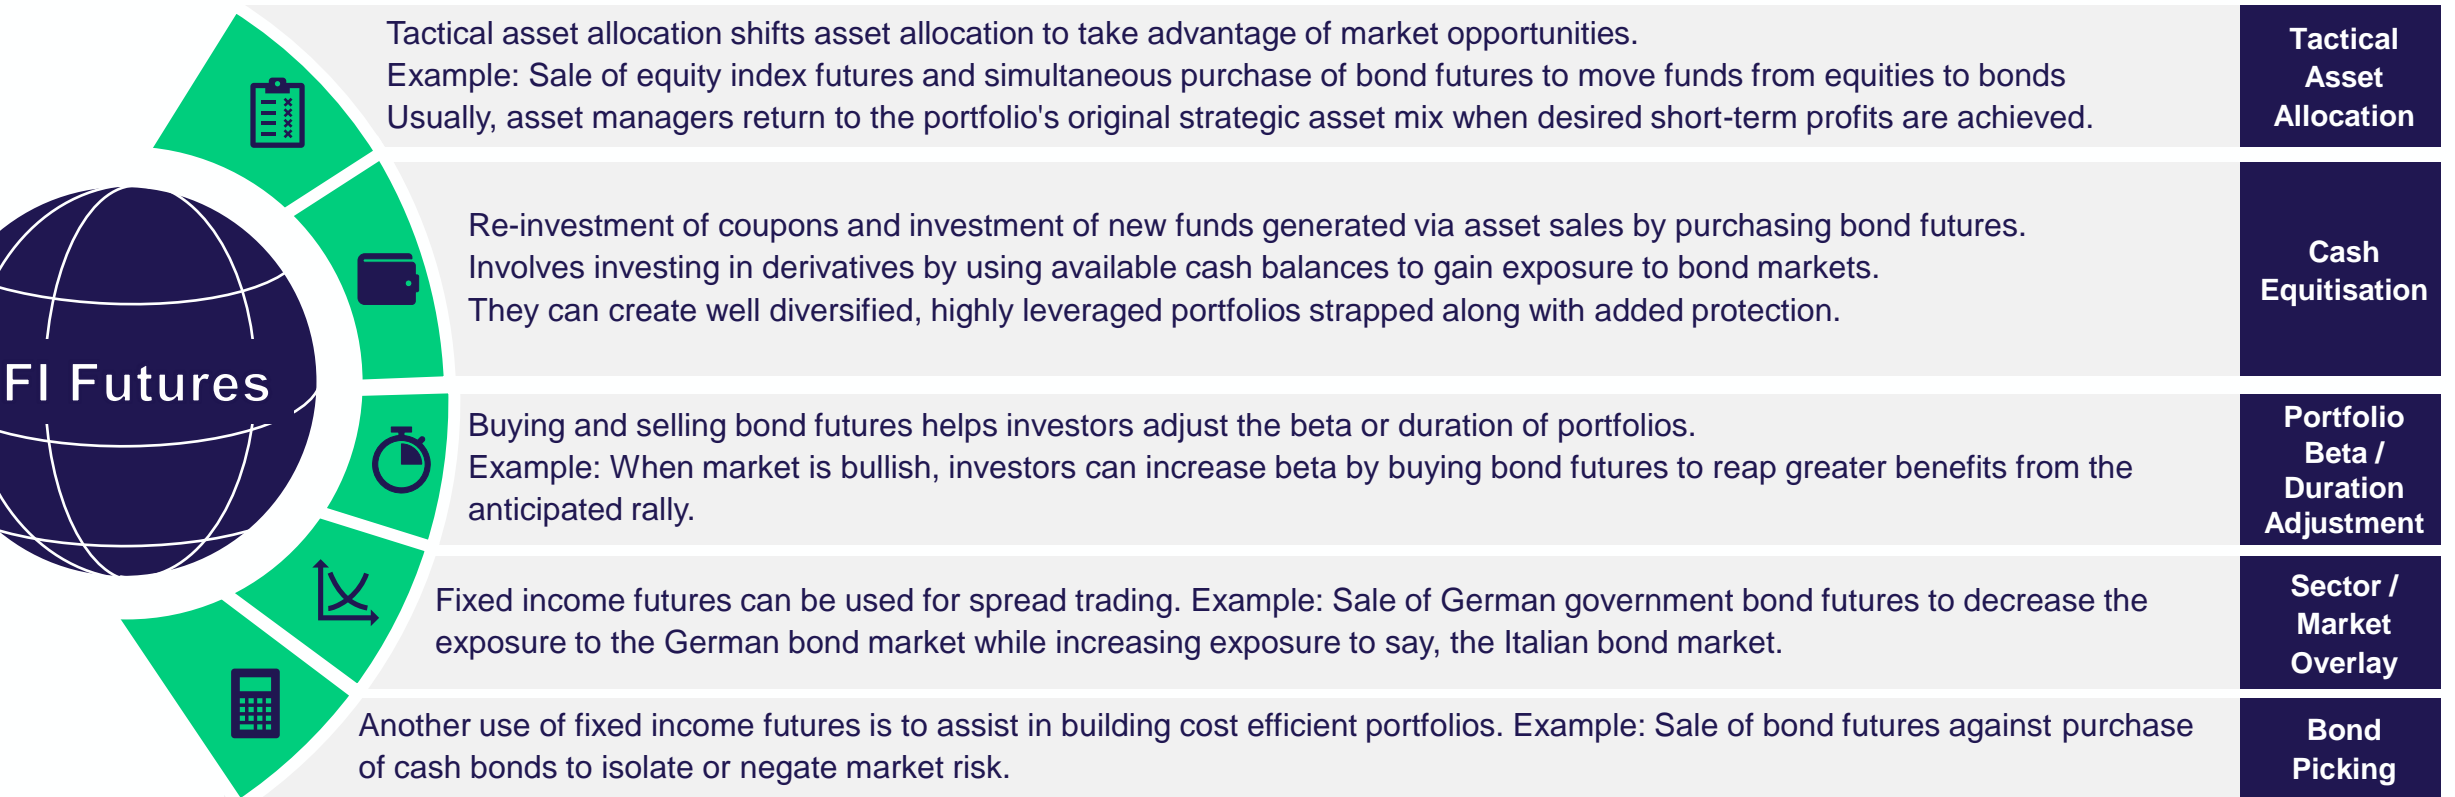 Tactical asset allocation shifts asset allocation to take advantage of market opportunities.
Example: Sale of equity index futures and simultaneous purchase of bond futures to move funds from equities to bonds
Usually, asset managers return to the portfolio's original strategic asset mix when desired short-term profits are achieved.
Tactical
Asset
Allocation
Re-investment of coupons and investment of new funds generated via asset sales by purchasing bond futures.
Involves investing in derivatives by using available cash balances to gain exposure to bond markets.
They can create well diversified, highly leveraged portfolios strapped along with added protection.
Cash
Equitisation
FI Futures
Buying and selling bond futures helps investors adjust the beta or duration of portfolios.
Example: When market is bullish, investors can increase beta by buying bond futures to reap greater benefits from the
anticipated rally.
Portfolio
Beta /
Duration
Adjustment
Fixed income futures can be used for spread trading. Example: Sale of German government bond futures to decrease the
exposure to the German bond market while increasing exposure to say, the Italian bond market.
Sector /
Market
Overlay
Another use of fixed income futures is to assist in building cost efficient portfolios. Example: Sale of bond futures against purchase
of cash bonds to isolate or negate market risk.
Bond
Picking